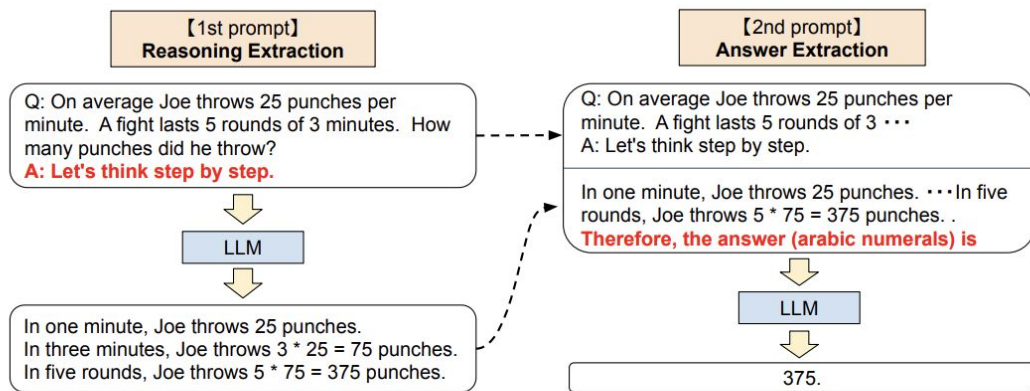 【1st prompt】
Reasoning Extraction
Q: On average Joe throws 25 punches per
minute. A fight lasts 5 rounds of 3 minutes. How
many punches did he throw?
A: Let's think step by step.
LLM
In one minute, Joe throws 25 punches.
In three minutes, Joe throws 3 * 25 = 75 punches.
In five rounds, Joe throws 5 * 75 = 375 punches.
【2nd prompt】
Answer Extraction
Q: On average Joe throws 25 punches per
minute. A fight lasts 5 rounds of 3 ···
A: Let's think step by step.
In one minute, Joe throws 25 punches. ···In five
rounds, Joe throws 5 * 75 = 375 punches. .
Therefore, the answer (arabic numerals) is
LLM
375.